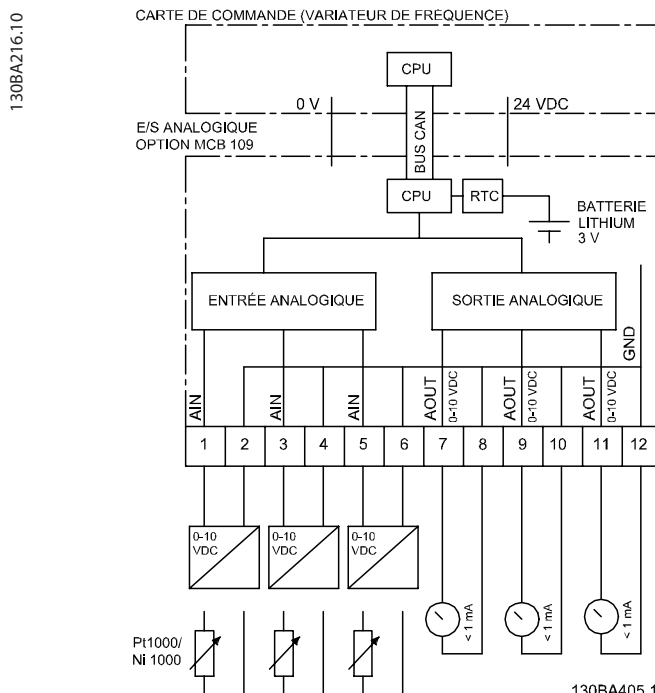 130BA216.10
CARTE DE COMMANDE (VARIATEUR DE FRÉQUENCE)
CPU
0 V
24 VDC
BUS CAN
E/S ANALOGIQUE
OPTION MCB 109
CPU
RTC
BATTERIE
LITHIUM
3 V
ENTRÉE ANALOGIQUE
SORTIE ANALOGIQUE
AIN
AIN
AIN
AOUT
0-10 VDC
AOUT
0-10 VDC
AOUT
0-10 VDC
GND
1 2 3 4 5 6 7 8 9 10 11 12
0-10
VDC
0-10
VDC
0-10
VDC
< 1 mA
< 1 mA
< 1 mA
Pt1000/
Ni 1000